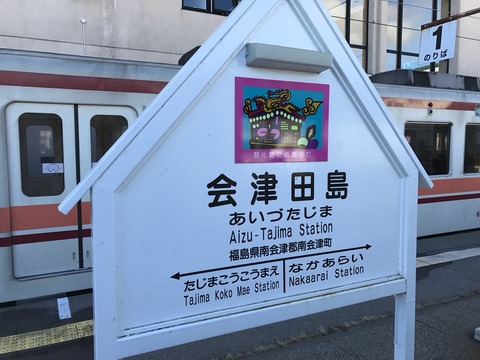 1
のりば
会津田島
あいづたじま
Aizu-Tajima Station
福島県南会津郡南会津町
たじまこうこうまえ
Tajima Koko Mae Station
なかあらい
Nakaarai Station